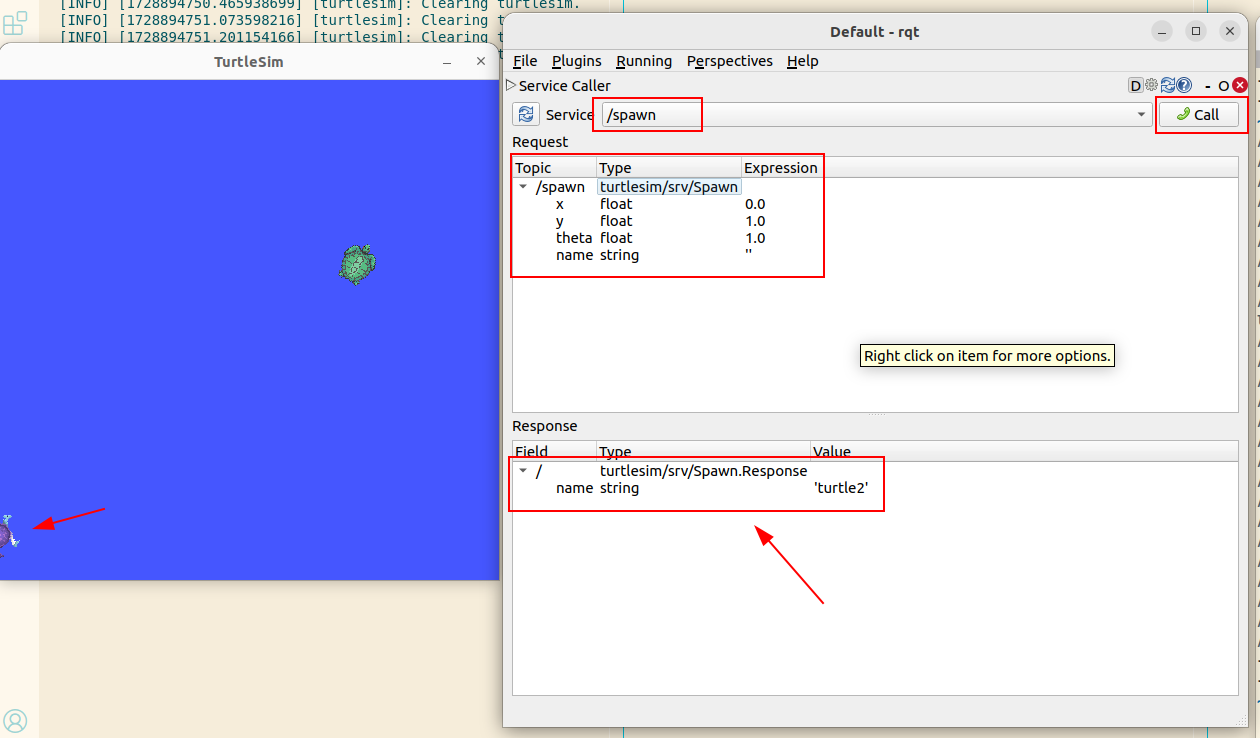 [INFO] [1728894750.465938699] [turtlesim]: Clearing turtlesim.
[INFO] [1728894751.073598216] [turtlesim]: Clearing
[INFO] [1728894751.201154166] [turtlesim]: Clearing
TurtleSim
Default - rqt
File Plugins Running Perspectives Help
Service Caller
D
- O
Service /spawn Call
Request
Topic Type Expression
/spawn turtlesim/srv/Spawn
x float 0.0
y float 1.0
theta float 1.0
name string ''
Right click on item for more options.
Response
Field Type Value
/ turtlesim/srv/Spawn.Response
name string 'turtle2'